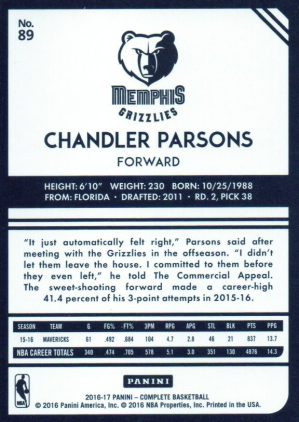 No.
89
MEMPHIS
GRIZZLIES
CHANDLER PARSONS
FORWARD
HEIGHT: 6'10" WEIGHT: 230 BORN: 10/25/1988
FROM: FLORIDA • DRAFTED: 2011 • RD. 2, PICK 38
"It just automatically felt right," Parsons said after
meeting with the Grizzlies in the offseason. "I didn't
let them leave the house. I committed to them before
they even left," he told The Commercial Appeal.
The sweet-shooting forward made a career-high
41.4 percent of his 3-point attempts in 2015-16.
SEASON TEAM G FG% FT% 3PM RPG APG STL BLK PTS PPG
15-16 MAVERICKS 61 .492 .684 104 4.7 2.8 46 21 837 13.7
NBA CAREER TOTALS 340 .474 .705 578 5.1 3.0 351 130 4876 14.3
NBA
PANINI
2016-17 PANINI – COMPLETE BASKETBALL
© 2016 Panini America, Inc. © 2016 NBA Properties, Inc. Printed in the USA.